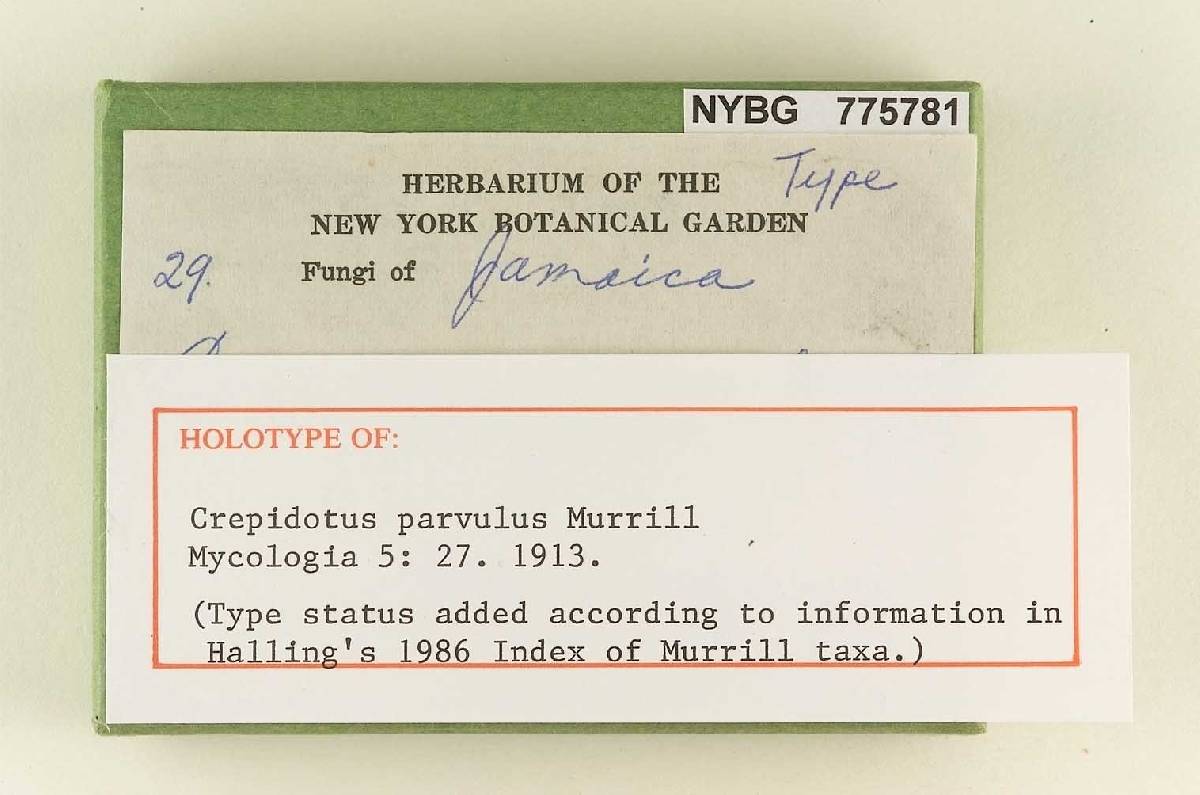 NYBG 775781
HERBARIUM OF THE Type
NEW YORK BOTANICAL GARDEN
29. Fungi of Jamaica
HOLOTYPE OF:
Crepidotus parvulus Murrill
Mycologia 5: 27. 1913.
(Type status added according to information in
Halling's 1986 Index of Murrill taxa.)